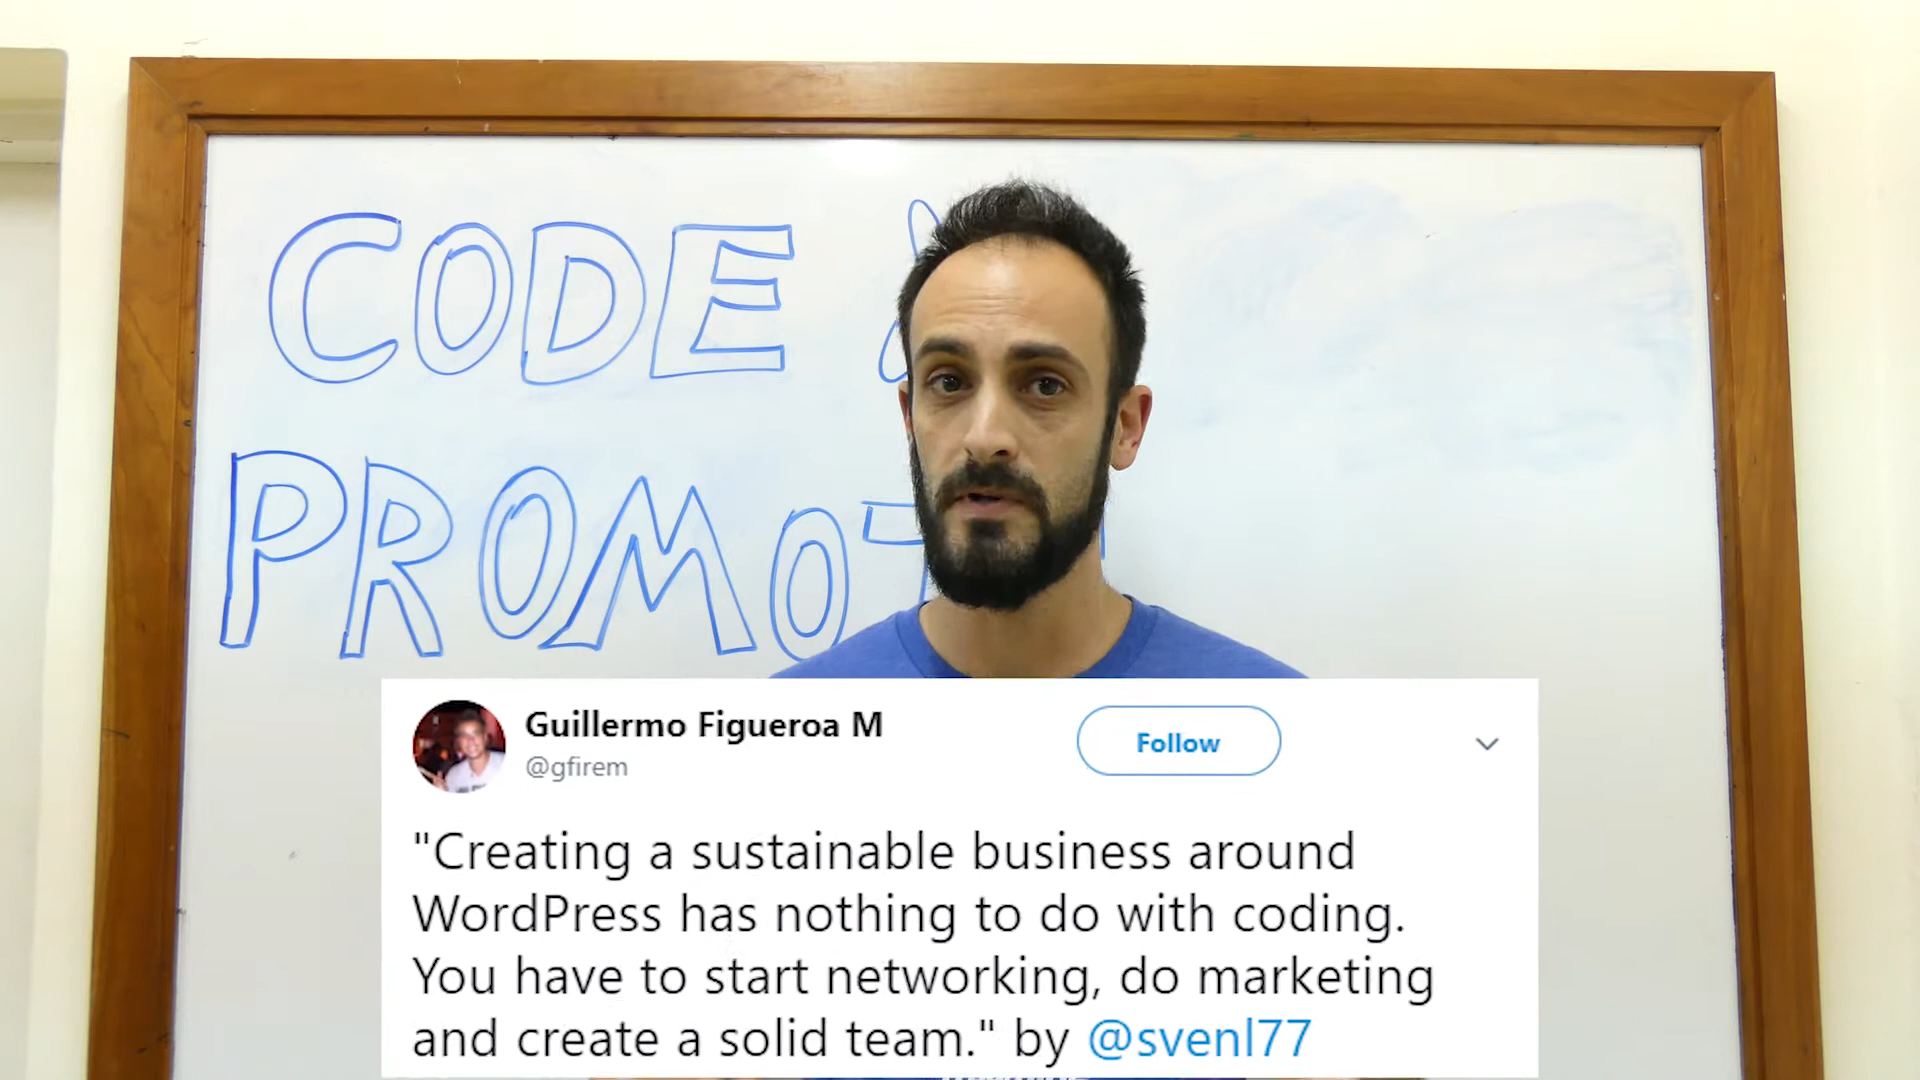 CODE &
PROMOT
Guillermo Figueroa M
@gfirem
Follow
"Creating a sustainable business around
WordPress has nothing to do with coding.
You have to start networking, do marketing
and create a solid team." by @svenl77